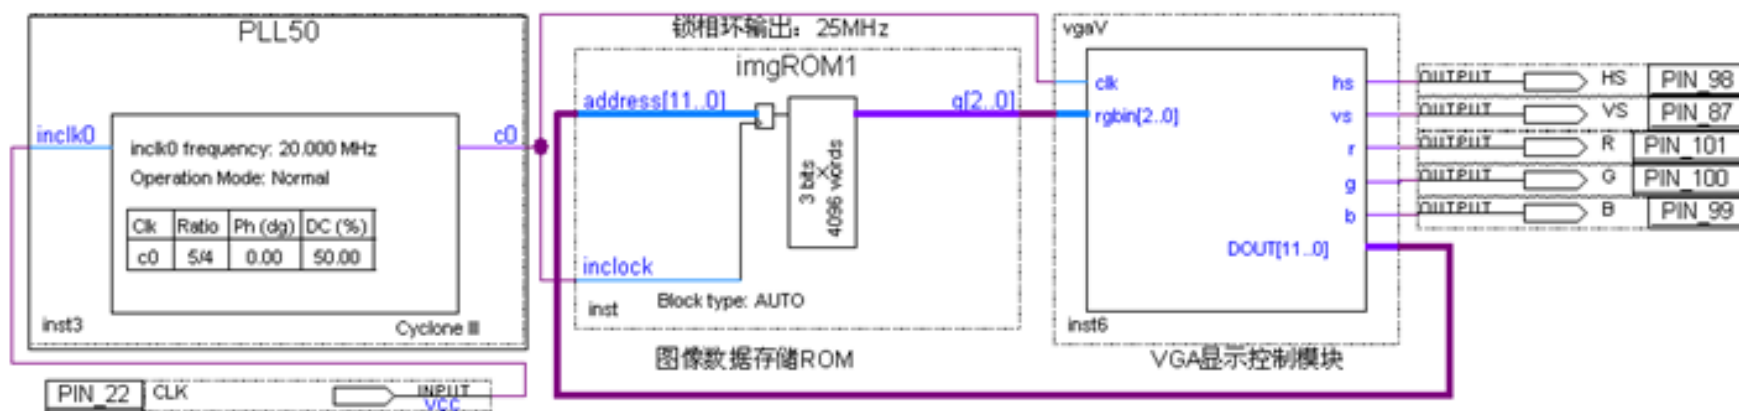 PLL50
inclk0
c0
inclk0 frequency: 20.000 MHz
Operation Mode: Normal
Clk Ratio Ph (dg) DC (%)
c0 5/4 0.00 50.00
inst3
Cyclone III
PIN_22 CLK INPUT
VCC
锁相环输出：25MHz
imgROM1
address[11..0]
q[2..0]
3 bits
×
4096 words
inclock
Block type: AUTO
inst
图像数据存储ROM
vgaV
clk
rgbin[2..0]
hs
vs
r
g
b
DOUT[11..0]
inst6
VGA显示控制模块
OUTPUT HS PIN_98
OUTPUT VS PIN_87
OUTPUT R PIN_101
OUTPUT G PIN_100
OUTPUT B PIN_99